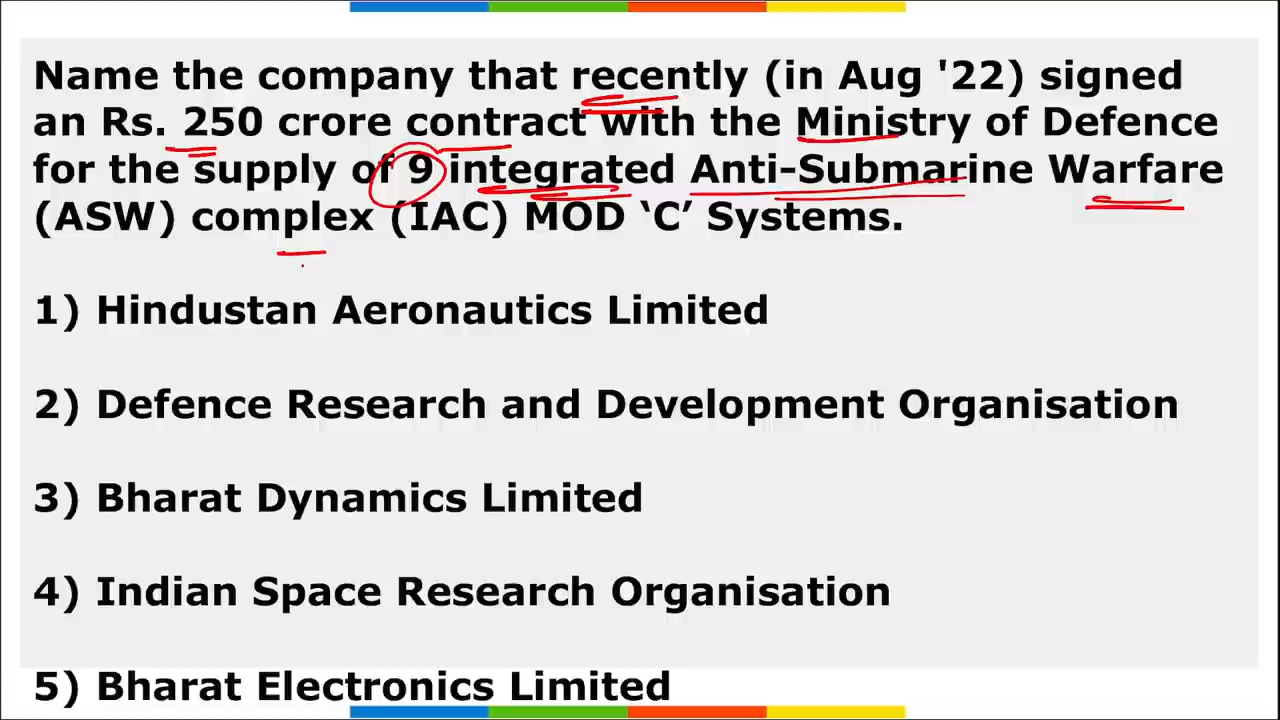 Name the company that recently (in Aug '22) signed
an Rs. 250 crore contract with the Ministry of Defence
for the supply of 9 integrated Anti-Submarine Warfare
(ASW) complex (IAC) MOD ‘C’ Systems.
1) Hindustan Aeronautics Limited
2) Defence Research and Development Organisation
3) Bharat Dynamics Limited
4) Indian Space Research Organisation
5) Bharat Electronics Limited